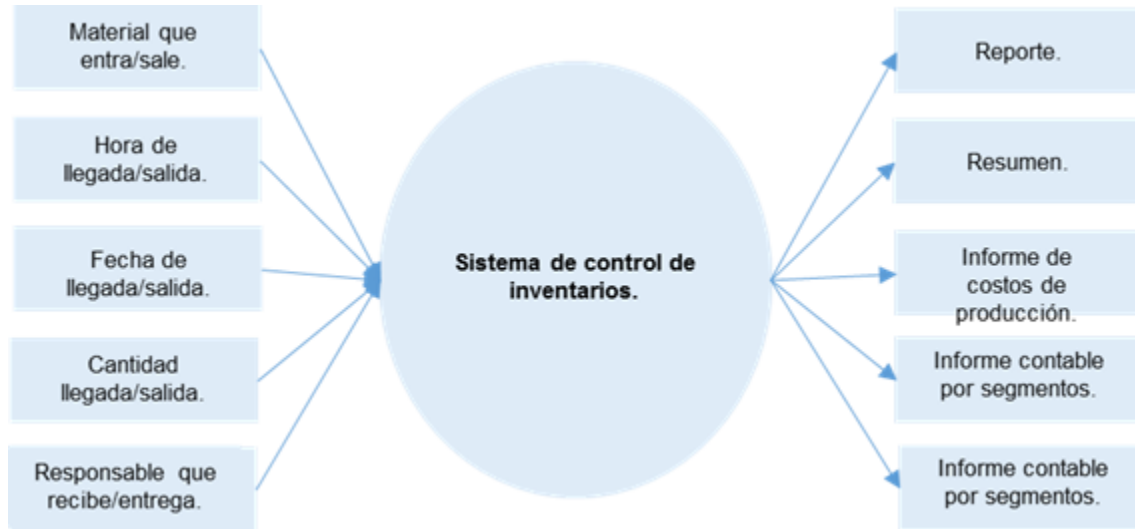 Material que
entra/sale.
Hora de
llegada/salida.
Fecha de
llegada/salida.
Cantidad
llegada/salida.
Responsable que
recibe/entrega.
Sistema de control de
inventarios.
Reporte.
Resumen.
Informe de
costos de
producción.
Informe contable
por segmentos.
Informe contable
por segmentos.